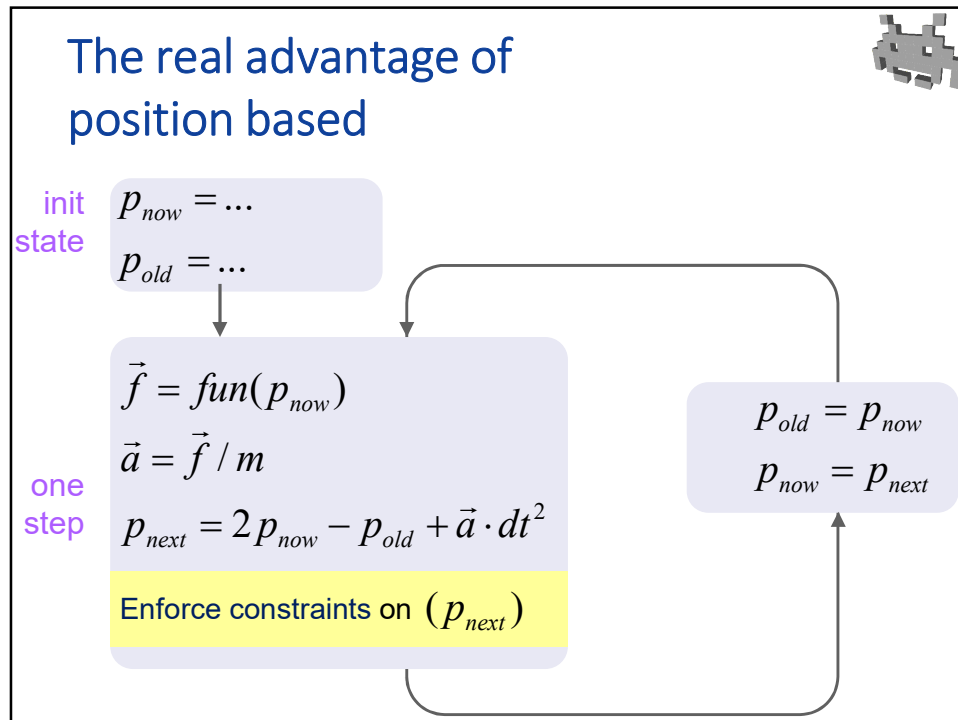 The real advantage of
position based
init
state
p_now = ...
p_old = ...
one
step
f⃗ = fun(p_now)
a⃗ = f⃗ / m
p_next = 2 p_now − p_old + a⃗ · dt²
Enforce constraints on (p_next)
p_old = p_now
p_now = p_next